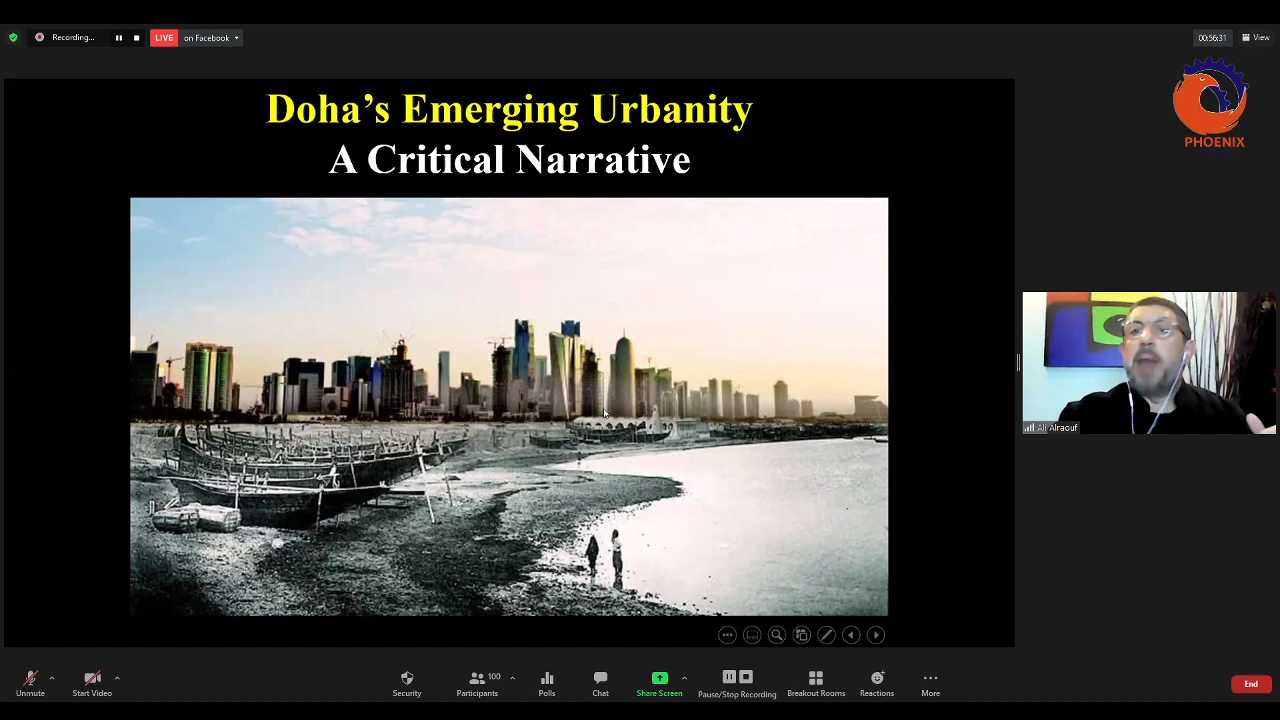 Recording...
LIVE on Facebook
00:56:31
View
Doha's Emerging Urbanity
A Critical Narrative
PHOENIX
Ali Alraouf
Unmute
Start Video
Security
Participants
100
Polls
Chat
Share Screen
Pause/Stop Recording
Breakout Rooms
Reactions
More
End